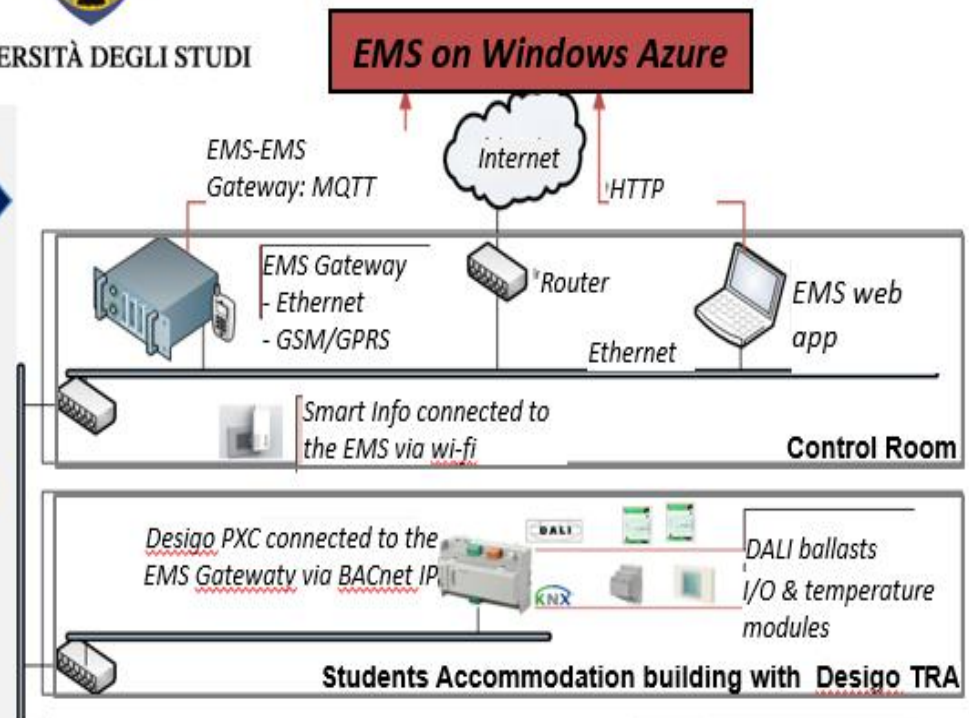 ERSITÀ DEGLI STUDI
EMS on Windows Azure
EMS-EMS
Gateway: MQTT
Internet
HTTP
EMS Gateway
- Ethernet
- GSM/GPRS
Router
EMS web
app
Ethernet
Smart Info connected to
the EMS via wi-fi
Control Room
Desigo PXC connected to the
EMS Gatewaty via BACnet IP
DALI
KNX
DALI ballasts
I/O & temperature
modules
Students Accommodation building with Desigo TRA